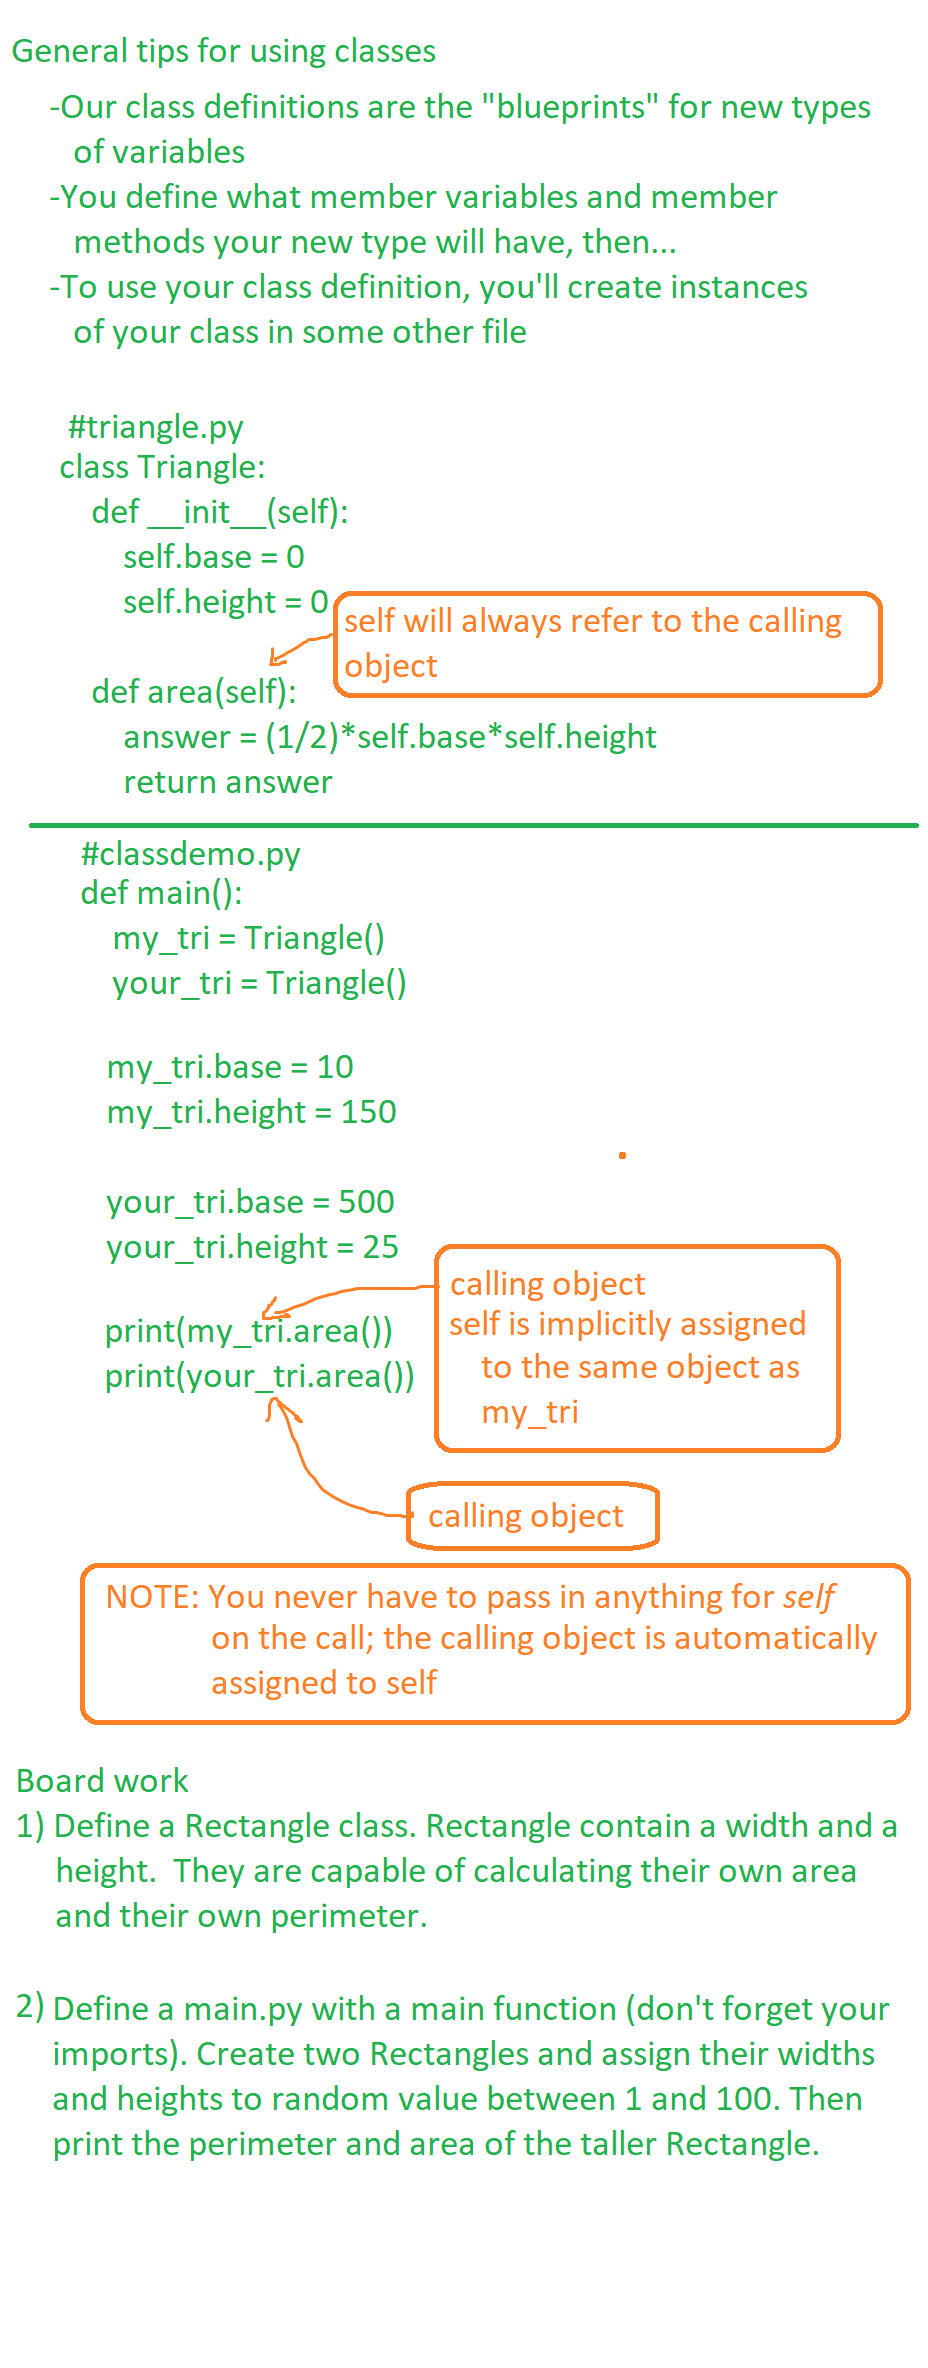 General tips for using classes
-Our class definitions are the "blueprints" for new types
of variables
-You define what member variables and member
methods your new type will have, then...
-To use your class definition, you'll create instances
of your class in some other file
#triangle.py
class Triangle:
def __init__(self):
self.base = 0
self.height = 0
self will always refer to the calling
object
def area(self):
answer = (1/2)*self.base*self.height
return answer
#classdemo.py
def main():
my_tri = Triangle()
your_tri = Triangle()
my_tri.base = 10
my_tri.height = 150
your_tri.base = 500
your_tri.height = 25
calling object
self is implicitly assigned
to the same object as
my_tri
print(my_tri.area())
print(your_tri.area())
calling object
NOTE: You never have to pass in anything for self
on the call; the calling object is automatically
assigned to self
Board work
1) Define a Rectangle class. Rectangle contain a width and a
height.  They are capable of calculating their own area
and their own perimeter.
2) Define a main.py with a main function (don't forget your
imports). Create two Rectangles and assign their widths
and heights to random value between 1 and 100. Then
print the perimeter and area of the taller Rectangle.